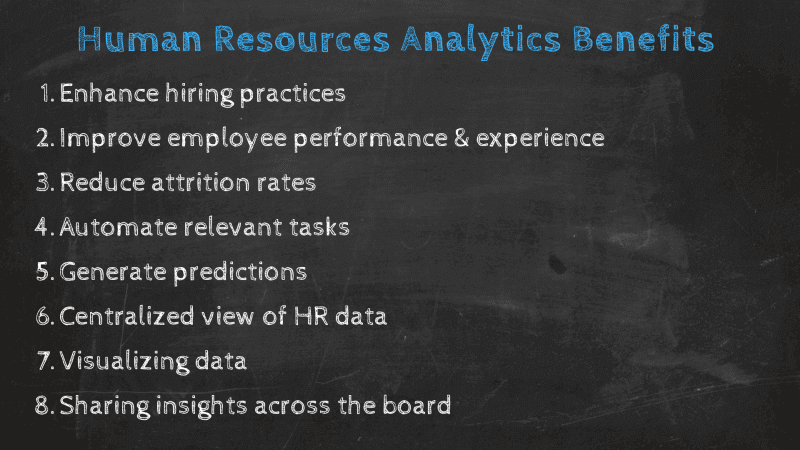 Human Resources Analytics Benefits
1. Enhance hiring practices
2. Improve employee performance & experience
3. Reduce attrition rates
4. Automate relevant tasks
5. Generate predictions
6. Centralized view of HR data
7. Visualizing data
8. Sharing insights across the board